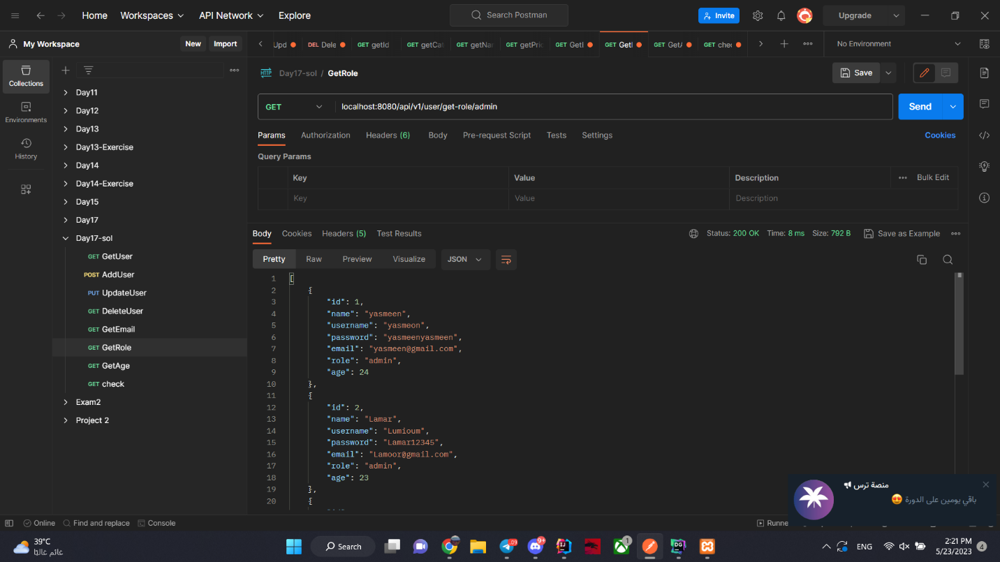 Home Workspaces API Network Explore Search Postman Invite Upgrade
My Workspace New Import Upd DEL Dele GET getId GET getCat GET getNar GET getPric GET GetI GET GetI GET GetA GET chec No Environment
Collections
Environments
History
Day11
Day12
Day13
Day13-Exercise
Day14
Day14-Exercise
Day15
Day17
Day17-sol
GET GetUser
POST AddUser
PUT UpdateUser
GET DeleteUser
GET GetEmail
GET GetRole
GET GetAge
GET check
Exam2
Project 2
HTTP Day17-sol / GetRole Save
GET localhost:8080/api/v1/user/get-role/admin Send
Params Authorization Headers (6) Body Pre-request Script Tests Settings Cookies
Query Params
Key Value Description Bulk Edit
Key Value Description
Body Cookies Headers (5) Test Results Status: 200 OK Time: 8 ms Size: 792 B Save as Example
Pretty Raw Preview Visualize JSON
1 [
2 {
3 "id": 1,
4 "name": "yasmeen",
5 "username": "yasmeon",
6 "password": "yasmeenyasmeen",
7 "email": "yasmeen@gmail.com",
8 "role": "admin",
9 "age": 24
10 },
11 {
12 "id": 2,
13 "name": "Lamar",
14 "username": "Lumioum",
15 "password": "Lamar12345",
16 "email": "Lamoor@gmail.com",
17 "role": "admin",
18 "age": 23
19 },
20 {
منصة ترس
باقي يومين على الدورة 😍
Online Find and replace Console Runne
39°C
غائم غالبًا
Search
.09
9+
1
ENG
2:21 PM
5/23/2023
4